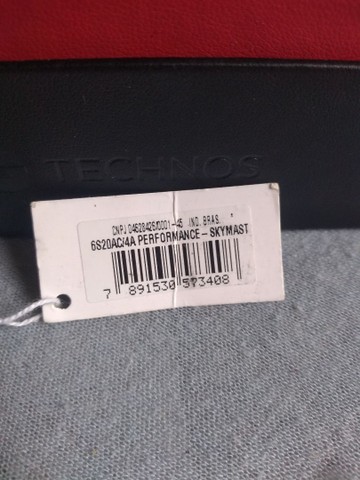 TECHNOS
CNPJ 04628426/0001-45 IND. BRAS.
6S20AC/4A PERFORMANCE - SKYMAST
7 891530 573408